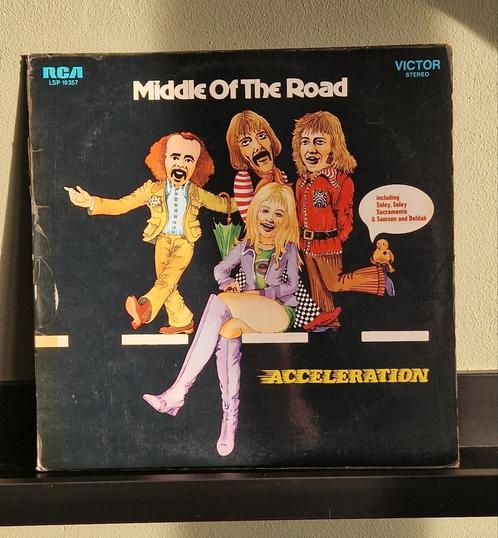 RCA
LSP 10357
VICTOR
STEREO
Middle Of The Road
including
Soley, Soley
Sacramento
& Samson and Delilah
ACCELERATION